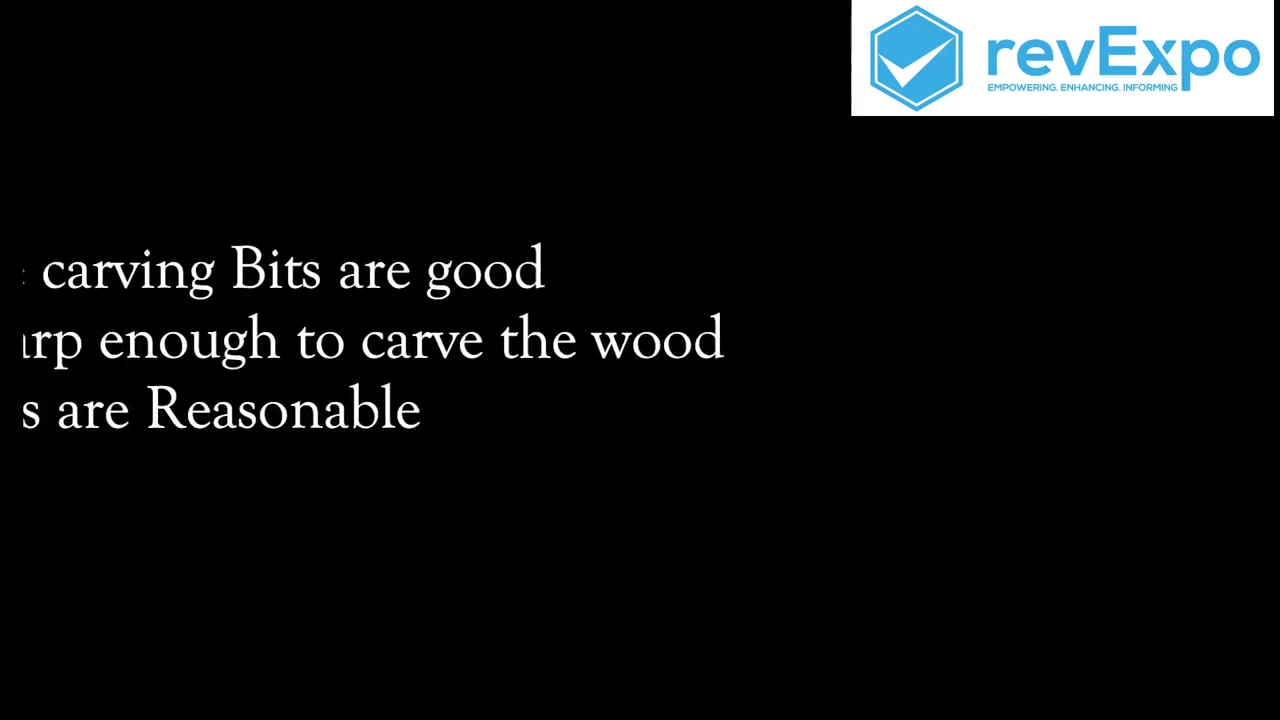 revExpo
EMPOWERING. ENHANCING. INFORMING
carving Bits are good
enough to carve the wood
are Reasonable